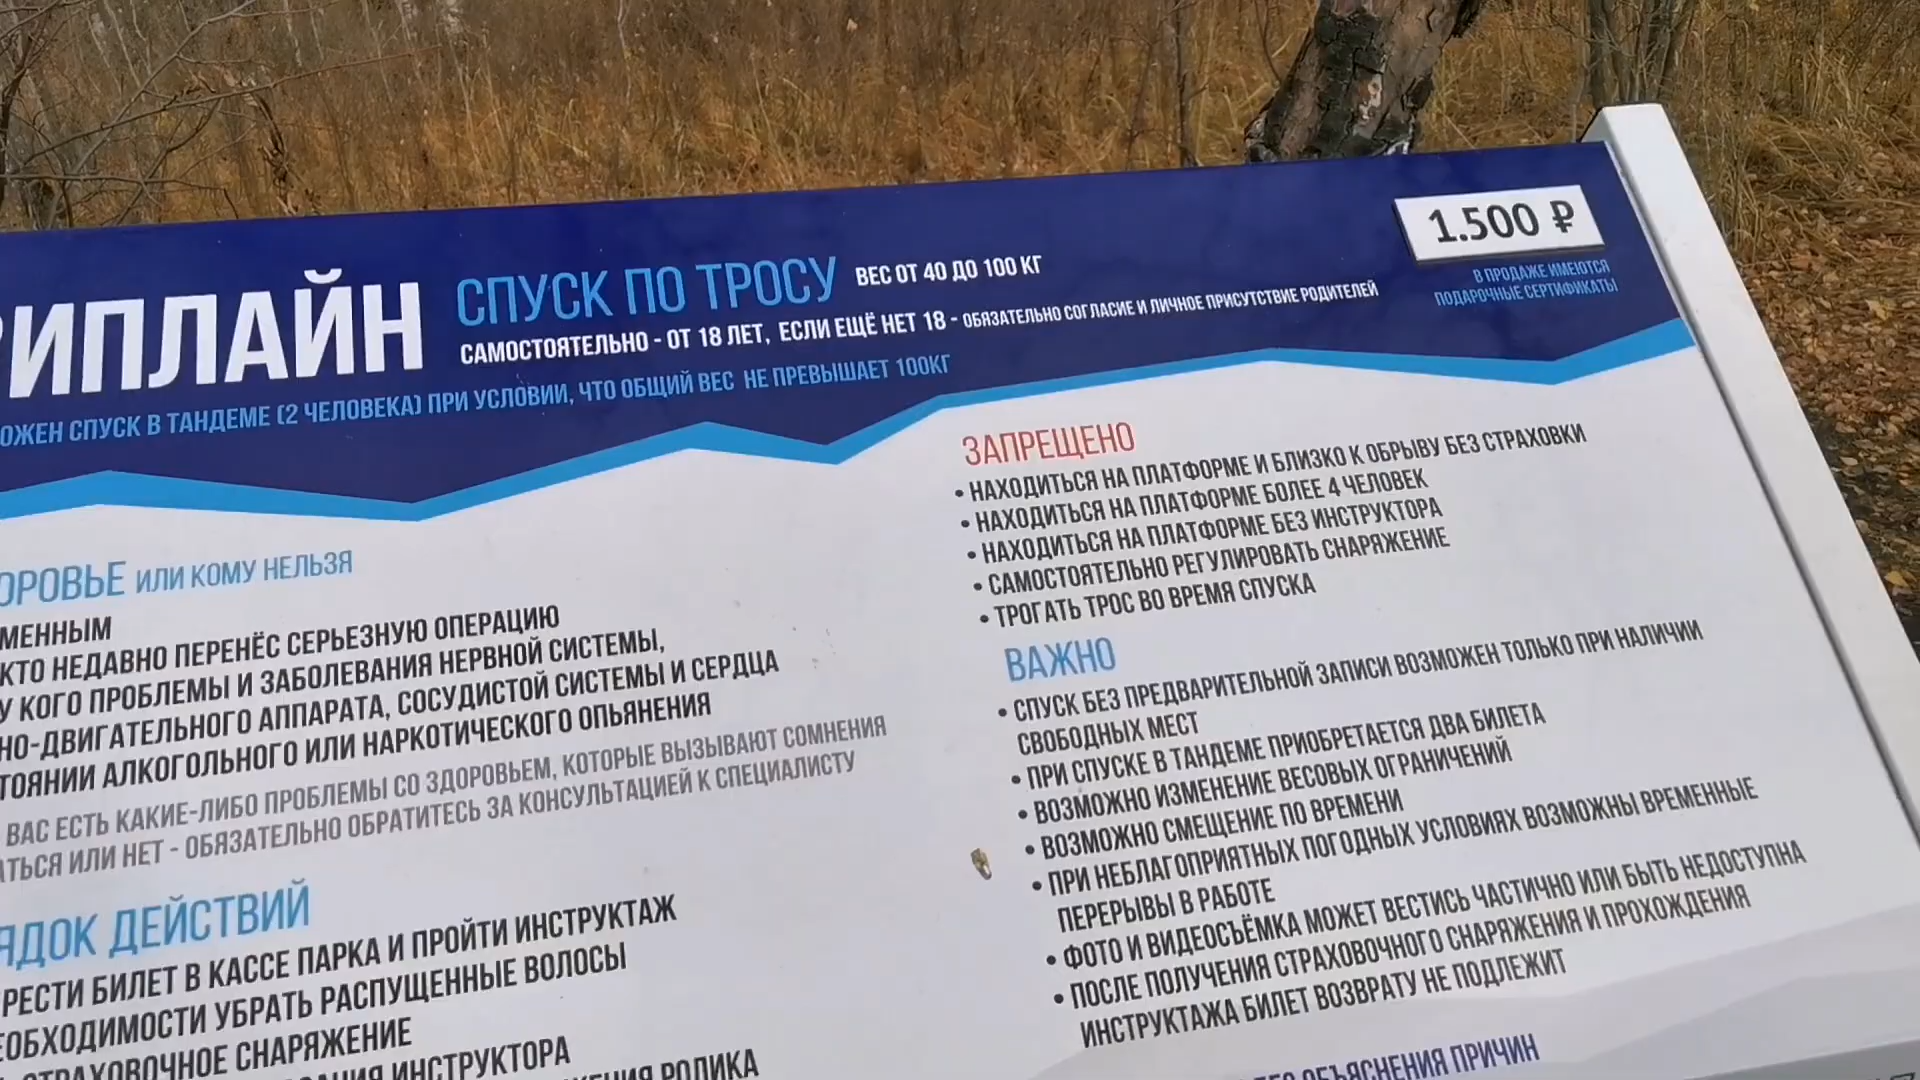 ИПЛАЙН СПУСК ПО ТРОСУ ВЕС ОТ 40 ДО 100 КГ
САМОСТОЯТЕЛЬНО - ОТ 18 ЛЕТ, ЕСЛИ ЕЩЁ НЕТ 18 - ОБЯЗАТЕЛЬНО СОГЛАСИЕ И ЛИЧНОЕ ПРИСУТСТВИЕ РОДИТЕЛЕЙ
ОЖЕН СПУСК В ТАНДЕМЕ (2 ЧЕЛОВЕКА) ПРИ УСЛОВИИ, ЧТО ОБЩИЙ ВЕС НЕ ПРЕВЫШАЕТ 100КГ
1.500 ₽
В ПРОДАЖЕ ИМЕЮТСЯ
ПОДАРОЧНЫЕ СЕРТИФИКАТЫ
ОРОВЬЕ ИЛИ КОМУ НЕЛЬЗЯ
МЕННЫМ
КТО НЕДАВНО ПЕРЕНЁС СЕРЬЕЗНУЮ ОПЕРАЦИЮ
У КОГО ПРОБЛЕМЫ И ЗАБОЛЕВАНИЯ НЕРВНОЙ СИСТЕМЫ,
НО-ДВИГАТЕЛЬНОГО АППАРАТА, СОСУДИСТОЙ СИСТЕМЫ И СЕРДЦА
ТОЯНИИ АЛКОГОЛЬНОГО ИЛИ НАРКОТИЧЕСКОГО ОПЬЯНЕНИЯ
ВАС ЕСТЬ КАКИЕ-ЛИБО ПРОБЛЕМЫ СО ЗДОРОВЬЕМ, КОТОРЫЕ ВЫЗЫВАЮТ СОМНЕНИЯ
АТЬСЯ ИЛИ НЕТ - ОБЯЗАТЕЛЬНО ОБРАТИТЕСЬ ЗА КОНСУЛЬТАЦИЕЙ К СПЕЦИАЛИСТУ
ЯДОК ДЕЙСТВИЙ
РЕСТИ БИЛЕТ В КАССЕ ПАРКА И ПРОЙТИ ИНСТРУКТАЖ
ЕОБХОДИМОСТИ УБРАТЬ РАСПУЩЕННЫЕ ВОЛОСЫ
СТРАХОВОЧНОЕ СНАРЯЖЕНИЕ
ИНСТРУКТОРА
РОЛИКА
ЗАПРЕЩЕНО
• НАХОДИТЬСЯ НА ПЛАТФОРМЕ И БЛИЗКО К ОБРЫВУ БЕЗ СТРАХОВКИ
• НАХОДИТЬСЯ НА ПЛАТФОРМЕ БОЛЕЕ 4 ЧЕЛОВЕК
• НАХОДИТЬСЯ НА ПЛАТФОРМЕ БЕЗ ИНСТРУКТОРА
• САМОСТОЯТЕЛЬНО РЕГУЛИРОВАТЬ СНАРЯЖЕНИЕ
• ТРОГАТЬ ТРОС ВО ВРЕМЯ СПУСКА
ВАЖНО
• СПУСК БЕЗ ПРЕДВАРИТЕЛЬНОЙ ЗАПИСИ ВОЗМОЖЕН ТОЛЬКО ПРИ НАЛИЧИИ
СВОБОДНЫХ МЕСТ
• ПРИ СПУСКЕ В ТАНДЕМЕ ПРИОБРЕТАЕТСЯ ДВА БИЛЕТА
• ВОЗМОЖНО ИЗМЕНЕНИЕ ВЕСОВЫХ ОГРАНИЧЕНИЙ
• ВОЗМОЖНО СМЕЩЕНИЕ ПО ВРЕМЕНИ
• ПРИ НЕБЛАГОПРИЯТНЫХ ПОГОДНЫХ УСЛОВИЯХ ВОЗМОЖНЫ ВРЕМЕННЫЕ
ПЕРЕРЫВЫ В РАБОТЕ
• ФОТО И ВИДЕОСЪЁМКА МОЖЕТ ВЕСТИСЬ ЧАСТИЧНО ИЛИ БЫТЬ НЕДОСТУПНА
• ПОСЛЕ ПОЛУЧЕНИЯ СТРАХОВОЧНОГО СНАРЯЖЕНИЯ И ПРОХОЖДЕНИЯ
ИНСТРУКТАЖА БИЛЕТ ВОЗВРАТУ НЕ ПОДЛЕЖИТ
ОБЪЯСНЕНИЯ ПРИЧИН